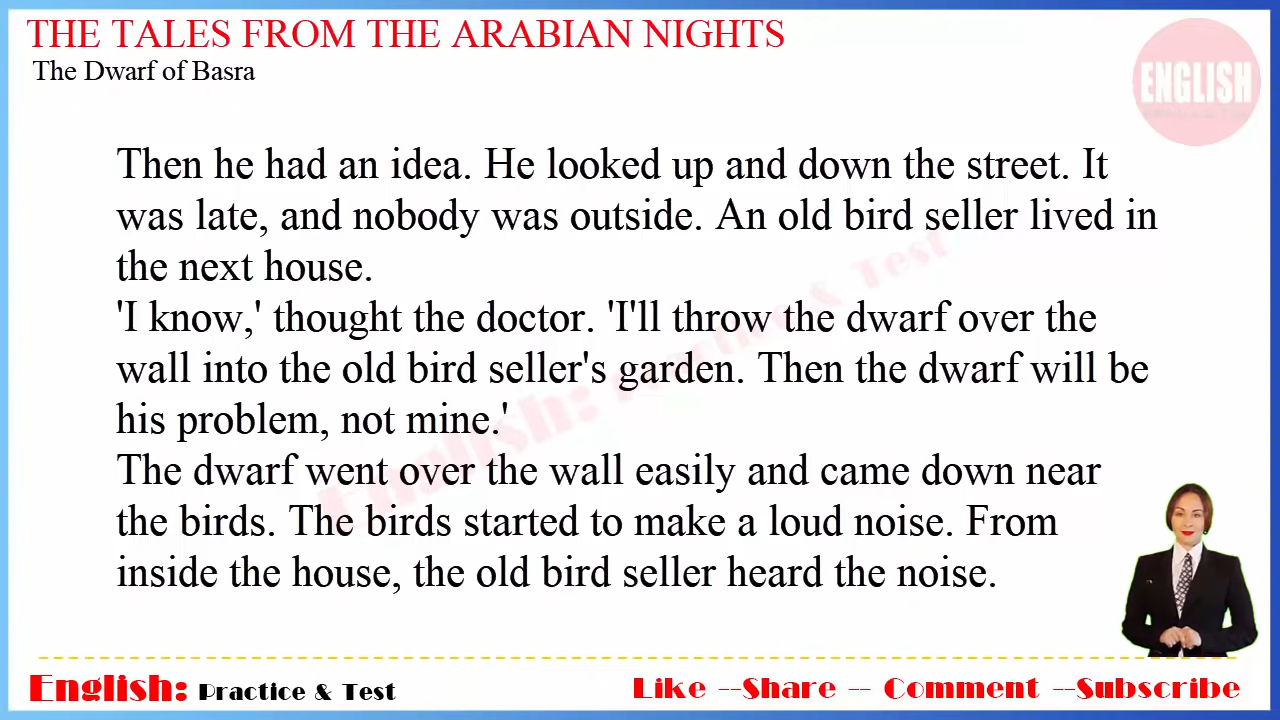 THE TALES FROM THE ARABIAN NIGHTS
The Dwarf of Basra
ENGLISH
Then he had an idea. He looked up and down the street. It
was late, and nobody was outside. An old bird seller lived in
the next house.
'I know,' thought the doctor. 'I'll throw the dwarf over the
wall into the old bird seller's garden. Then the dwarf will be
his problem, not mine.'
The dwarf went over the wall easily and came down near
the birds. The birds started to make a loud noise. From
inside the house, the old bird seller heard the noise.
English: Practice & Test
English: Practice & Test
Like --Share -- Comment --Subscribe